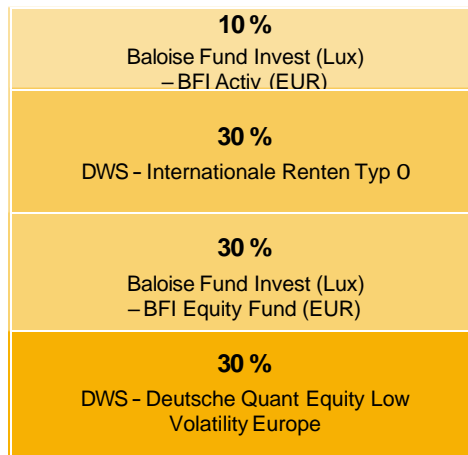 10 %
Baloise Fund Invest (Lux)
– BFI Activ (EUR)
30 %
DWS – Internationale Renten Typ O
30 %
Baloise Fund Invest (Lux)
– BFI Equity Fund (EUR)
30 %
DWS – Deutsche Quant Equity Low
Volatility Europe